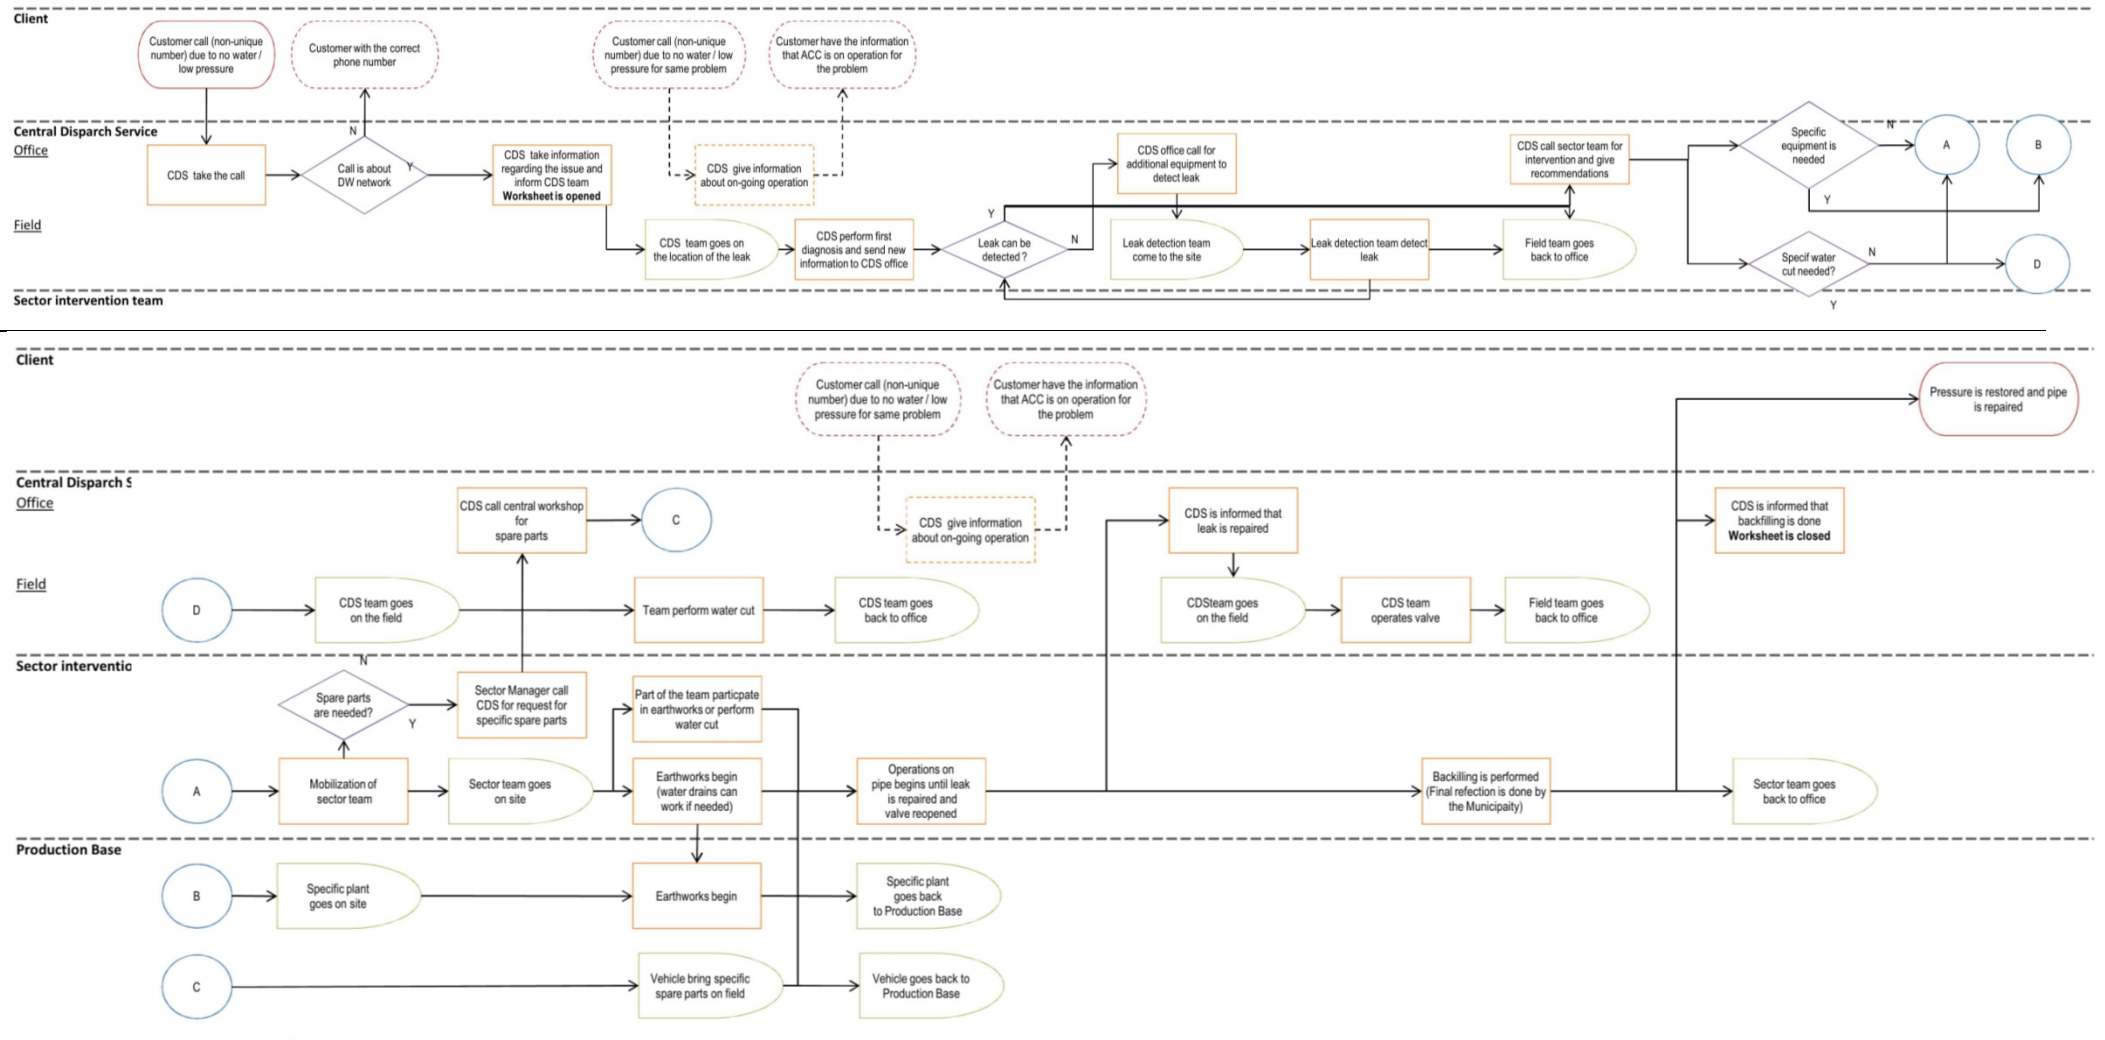 Client
Customer call (non-unique
number) due to no water /
low pressure
Customer with the correct
phone number
Customer call (non-unique
number) due to no water / low
pressure for same problem
Customer have the information
that ACC is on operation for
the problem
Central Disparch Service
Office
CDS take the call
N
Call is about
DW network
Y
CDS take information
regarding the issue and
inform CDS team
Worksheet is opened
CDS give information
about on-going operation
CDS office call for
additional equipment to
detect leak
CDS call sector team for
intervention and give
recommendations
Specific
equipment is
needed
N
Y
A
B
Field
CDS team goes on
the location of the leak
CDS perform first
diagnosis and send new
information to CDS office
Y
Leak can be
detected ?
N
Leak detection team
come to the site
Leak detection team detect
leak
Field team goes
back to office
Specif water
cut needed?
N
Y
D
Sector intervention team
Client
Customer call (non-unique
number) due to no water / low
pressure for same problem
Customer have the information
that ACC is on operation for
the problem
Pressure is restored and pipe
is repaired
Central Disparch S
Office
CDS call central workshop
for
spare parts
C
CDS give information
about on-going operation
CDS is informed that
leak is repaired
CDS is informed that
backfilling is done
Worksheet is closed
Field
D
CDS team goes
on the field
Team perform water cut
CDS team goes
back to office
CDSteam goes
on the field
CDS team
operates valve
Field team goes
back to office
Sector interventio
N
Spare parts
are needed?
Y
Sector Manager call
CDS for request for
specific spare parts
Part of the team particpate
in earthworks or perform
water cut
A
Mobilization of
sector team
Sector team goes
on site
Earthworks begin
(water drains can
work if needed)
Operations on
pipe begins until leak
is repaired and
valve reopened
Backilling is performed
(Final refection is done by
the Municipaity)
Sector team goes
back to office
Production Base
B
Specific plant
goes on site
Earthworks begin
Specific plant
goes back
to Production Base
C
Vehicle bring specific
spare parts on field
Vehicle goes back to
Production Base